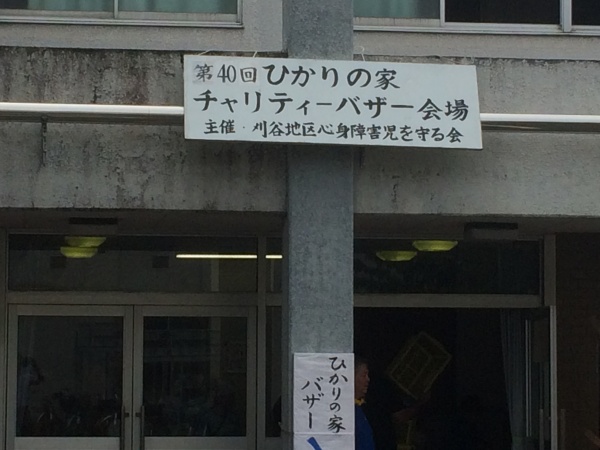 第40回ひかりの家
チャリティーバザー会場
主催・刈谷地区心身障害児を守る会
ひかりの家
バザー